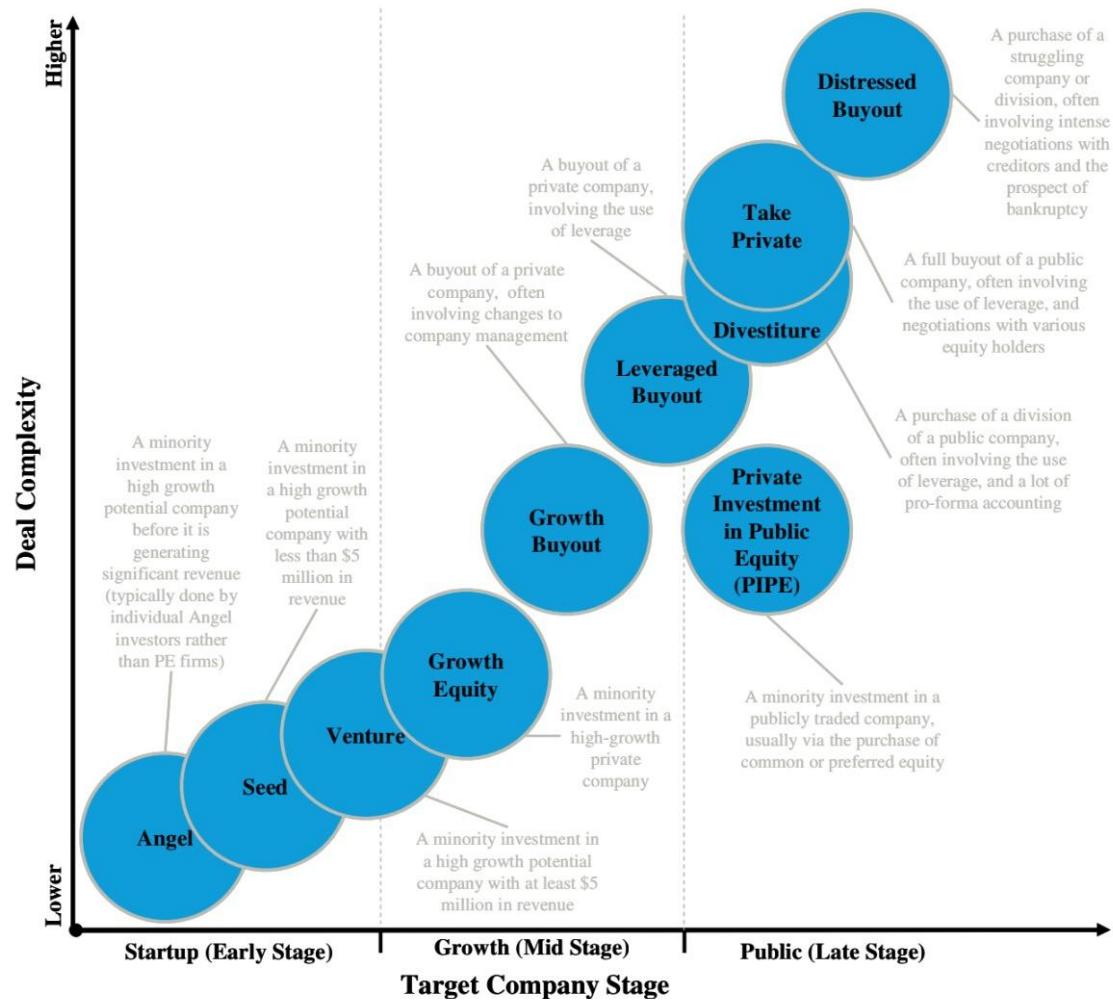 Higher
Deal Complexity
Lower
A purchase of a
struggling
company or
division, often
involving intense
negotiations with
creditors and the
prospect of
bankruptcy
Distressed
Buyout
A buyout of a
private company,
involving the use
of leverage
Take
Private
A full buyout of a public
company, often involving
the use of leverage, and
negotiations with various
equity holders
A buyout of a private
company,  often
involving changes to
company management
Divestiture
Leveraged
Buyout
A purchase of a division
of a public company,
often involving the use
of leverage, and a lot of
pro-forma accounting
A minority
investment in a
high growth
potential company
before it is
generating
significant revenue
(typically done by
individual Angel
investors rather
than PE firms)
A minority
investment in
a high growth
potential
company with
less than $5
million in
revenue
Growth
Buyout
Private
Investment
in Public
Equity
(PIPE)
Growth
Equity
A minority
investment in a
high-growth
private
company
A minority investment in a
publicly traded company,
usually via the purchase of
common or preferred equity
Venture
Seed
Angel
A minority investment in
a high growth potential
company with at least $5
million in revenue
Startup (Early Stage)
Growth (Mid Stage)
Public (Late Stage)
Target Company Stage